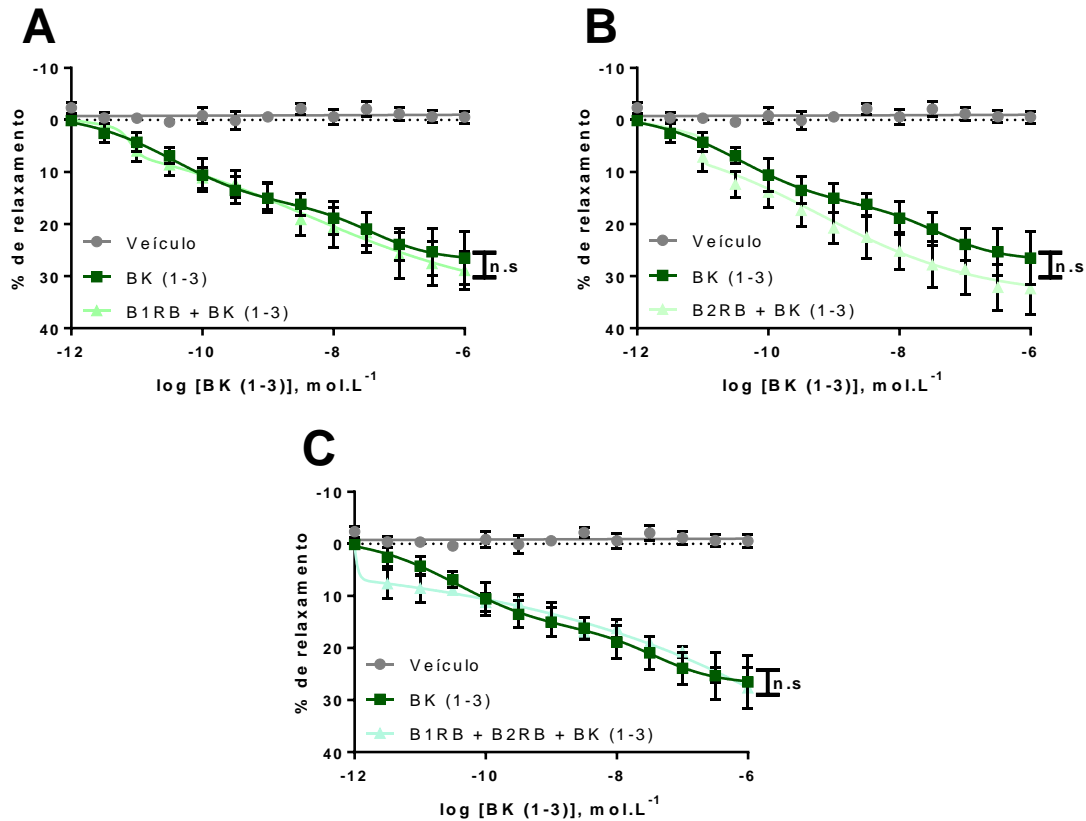 A
-10
0
10
20
30
40
% de relaxamento
Veículo
BK (1-3)
B1RB + BK (1-3)
n.s
-12
-10
-8
-6
log [BK (1-3)], mol.L-1
B
-10
0
10
20
30
40
% de relaxamento
Veículo
BK (1-3)
B2RB + BK (1-3)
n.s
-12
-10
-8
-6
log [BK (1-3)], mol.L-1
C
-10
0
10
20
30
40
% de relaxamento
Veículo
BK (1-3)
B1RB + B2RB + BK (1-3)
n.s
-12
-10
-8
-6
log [BK (1-3)], mol.L-1